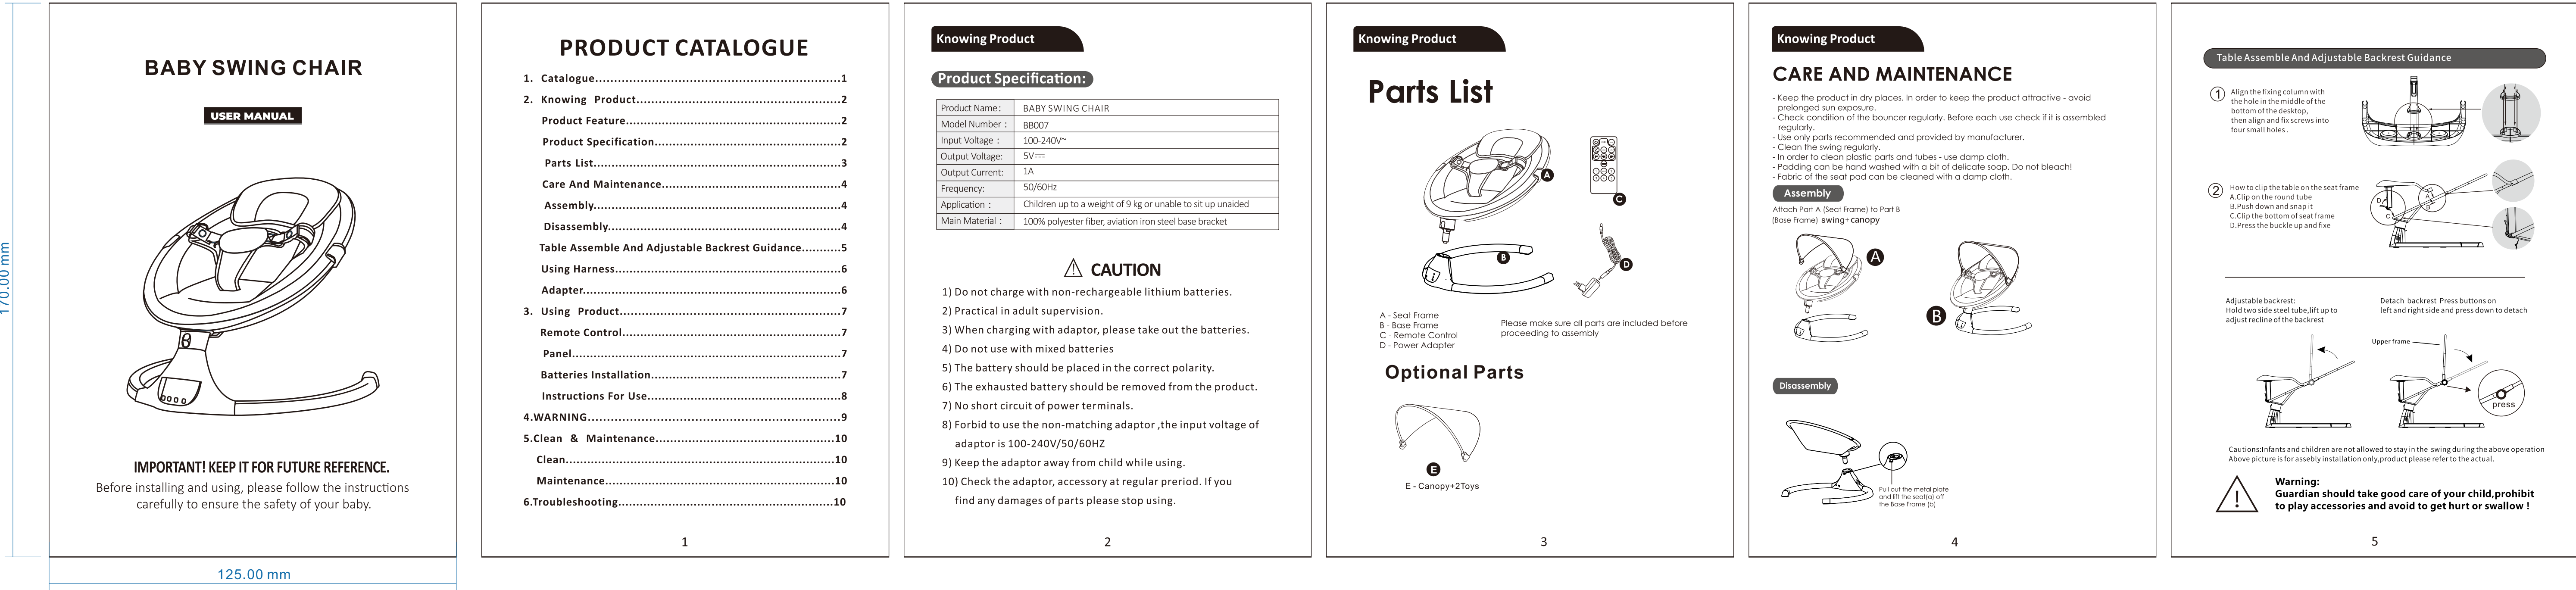 170.00 mm
125.00 mm
BABY SWING CHAIR
USER MANUAL
IMPORTANT! KEEP IT FOR FUTURE REFERENCE.
Before installing and using, please follow the instructions
carefully to ensure the safety of your baby.
PRODUCT CATALOGUE
1. Catalogue.....1
2. Knowing Product.....2
Product Feature.....2
Product Specification.....2
Parts List.....3
Care And Maintenance.....4
Assembly.....4
Disassembly.....4
Table Assemble And Adjustable Backrest Guidance.....5
Using Harness.....6
Adapter.....6
3. Using Product.....7
Remote Control.....7
Panel.....7
Batteries Installation.....7
Instructions For Use.....8
4.WARNING.....9
5.Clean & Maintenance.....10
Clean.....10
Maintenance.....10
6.Troubleshooting.....10
1
Knowing Product
Product Specification:
Product Name: BABY SWING CHAIR
Model Number : BB007
Input Voltage : 100-240V~
Output Voltage: 5V⎓
Output Current: 1A
Frequency: 50/60Hz
Application : Children up to a weight of 9 kg or unable to sit up unaided
Main Material : 100% polyester fiber, aviation iron steel base bracket
CAUTION
1) Do not charge with non-rechargeable lithium batteries.
2) Practical in adult supervision.
3) When charging with adaptor, please take out the batteries.
4) Do not use with mixed batteries
5) The battery should be placed in the correct polarity.
6) The exhausted battery should be removed from the product.
7) No short circuit of power terminals.
8) Forbid to use the non-matching adaptor ,the input voltage of
adaptor is 100-240V/50/60HZ
9) Keep the adaptor away from child while using.
10) Check the adaptor, accessory at regular preriod. If you
find any damages of parts please stop using.
2
Knowing Product
Parts List
A
C
B
D
A - Seat Frame
B - Base Frame
C - Remote Control
D - Power Adapter
Please make sure all parts are included before
proceeding to assembly
Optional Parts
E
E - Canopy+2Toys
3
Knowing Product
CARE AND MAINTENANCE
- Keep the product in dry places. In order to keep the product attractive - avoid
prolonged sun exposure.
- Check condition of the bouncer regularly. Before each use check if it is assembled
regularly.
- Use only parts recommended and provided by manufacturer.
- Clean the swing regularly.
- In order to clean plastic parts and tubes - use damp cloth.
- Padding can be hand washed with a bit of delicate soap. Do not bleach!
- Fabric of the seat pad can be cleaned with a damp cloth.
Assembly
Attach Part A (Seat Frame) to Part B
(Base Frame) swing - canopy
A
B
Disassembly
Pull out the metal plate
and lift the seat(a) off
the Base Frame (b)
4
Table Assemble And Adjustable Backrest Guidance
1
Align the fixing column with
the hole in the middle of the
bottom of the desktop,
then align and fix screws into
four small holes .
2
How to clip the table on the seat frame
A.Clip on the round tube
B.Push down and snap it
C.Clip the bottom of seat frame
D.Press the buckle up and fixe
A
B
D
C
Adjustable backrest:
Hold two side steel tube,lift up to
adjust recline of the backrest
Detach backrest Press buttons on
left and right side and press down to detach
Upper frame
press
Cautions:Infants and children are not allowed to stay in the swing during the above operation
Above picture is for assebly installation only,product please refer to the actual.
Warning:
Guardian should take good care of your child,prohibit
to play accessories and avoid to get hurt or swallow !
5